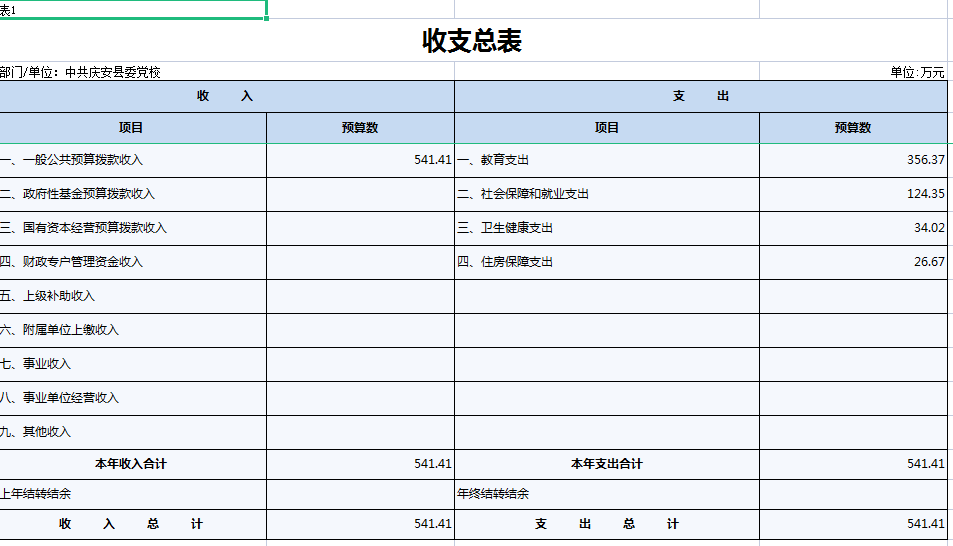 表1
收支总表
部门/单位：中共庆安县委党校 单位:万元
收 入 支 出
项目 预算数 项目 预算数
一、一般公共预算拨款收入 541.41 一、教育支出 356.37
二、政府性基金预算拨款收入 二、社会保障和就业支出 124.35
三、国有资本经营预算拨款收入 三、卫生健康支出 34.02
四、财政专户管理资金收入 四、住房保障支出 26.67
五、上级补助收入
六、附属单位上缴收入
七、事业收入
八、事业单位经营收入
九、其他收入
本年收入合计 541.41 本年支出合计 541.41
上年结转结余 年终结转结余
收 入 总 计 541.41 支 出 总 计 541.41